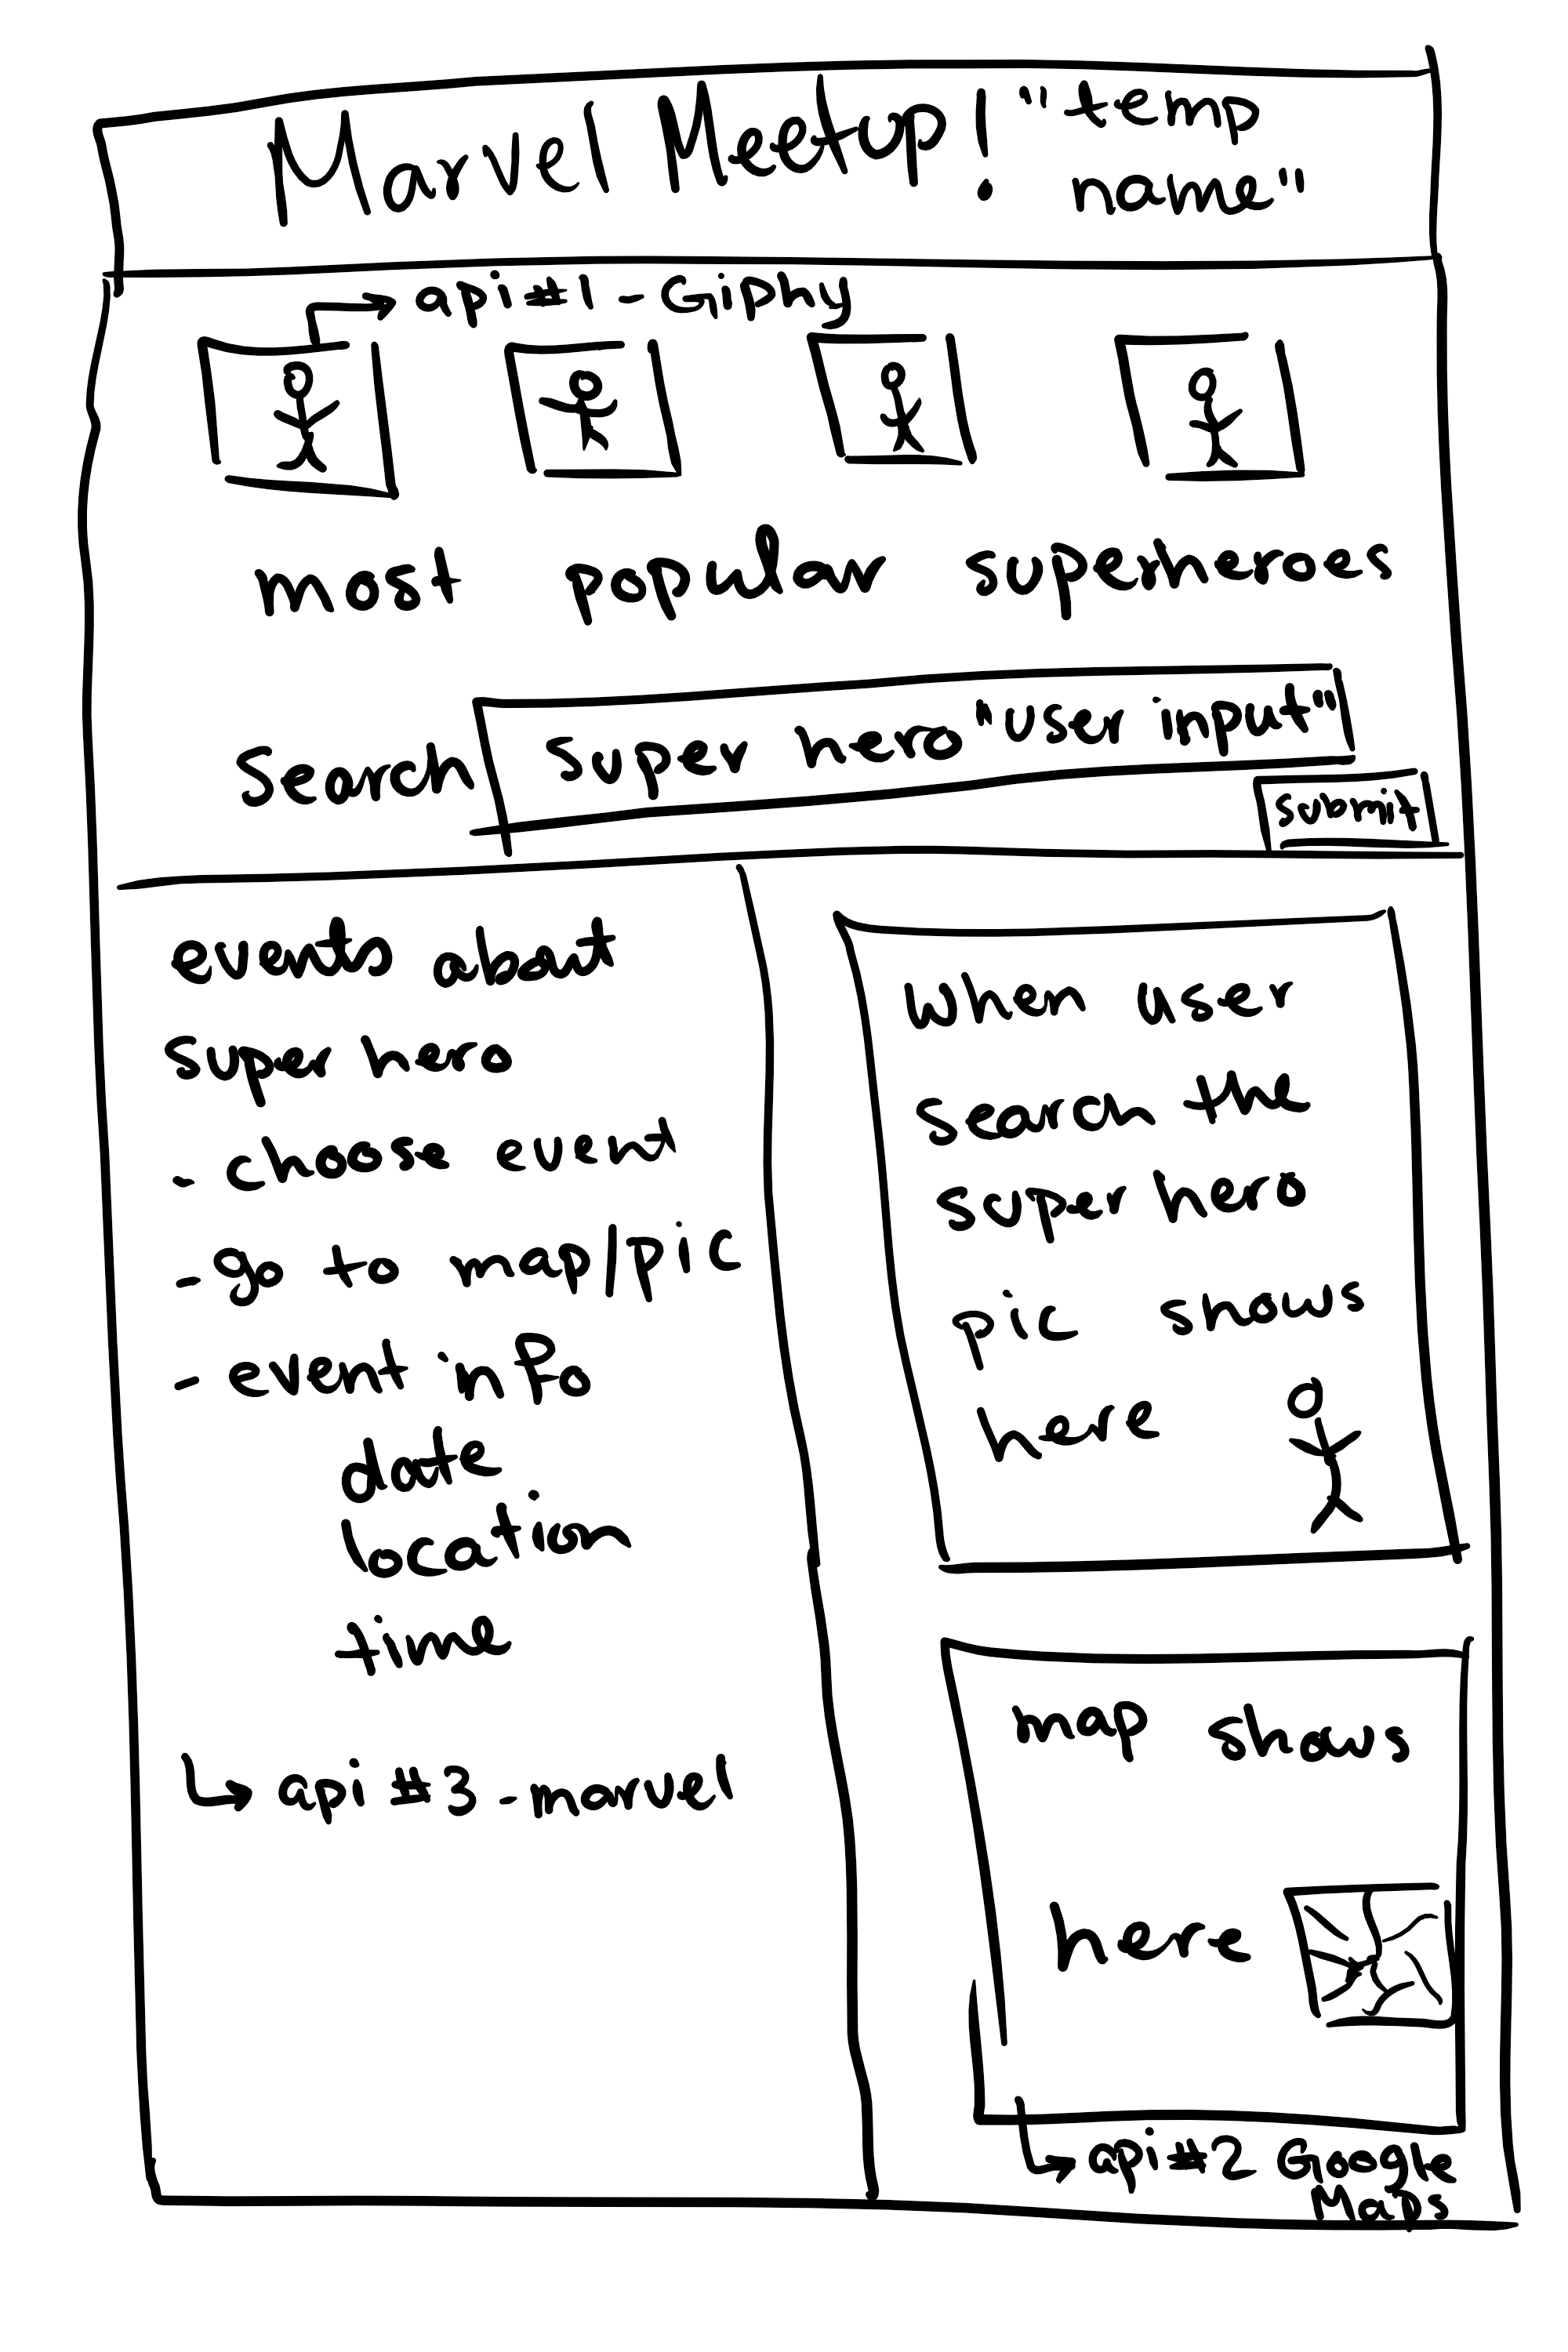 Marvel Meetup! "temp
name"
api #1 - Giphy
most popular superheroes
Search super hero "user input"
submit
events about
super hero
- choose event
- go to map/pic
- event info
date
location
time
api #3 - marvel
when user
search the
super hero
pic shows
here
map shows
here
api #2 Google
Maps